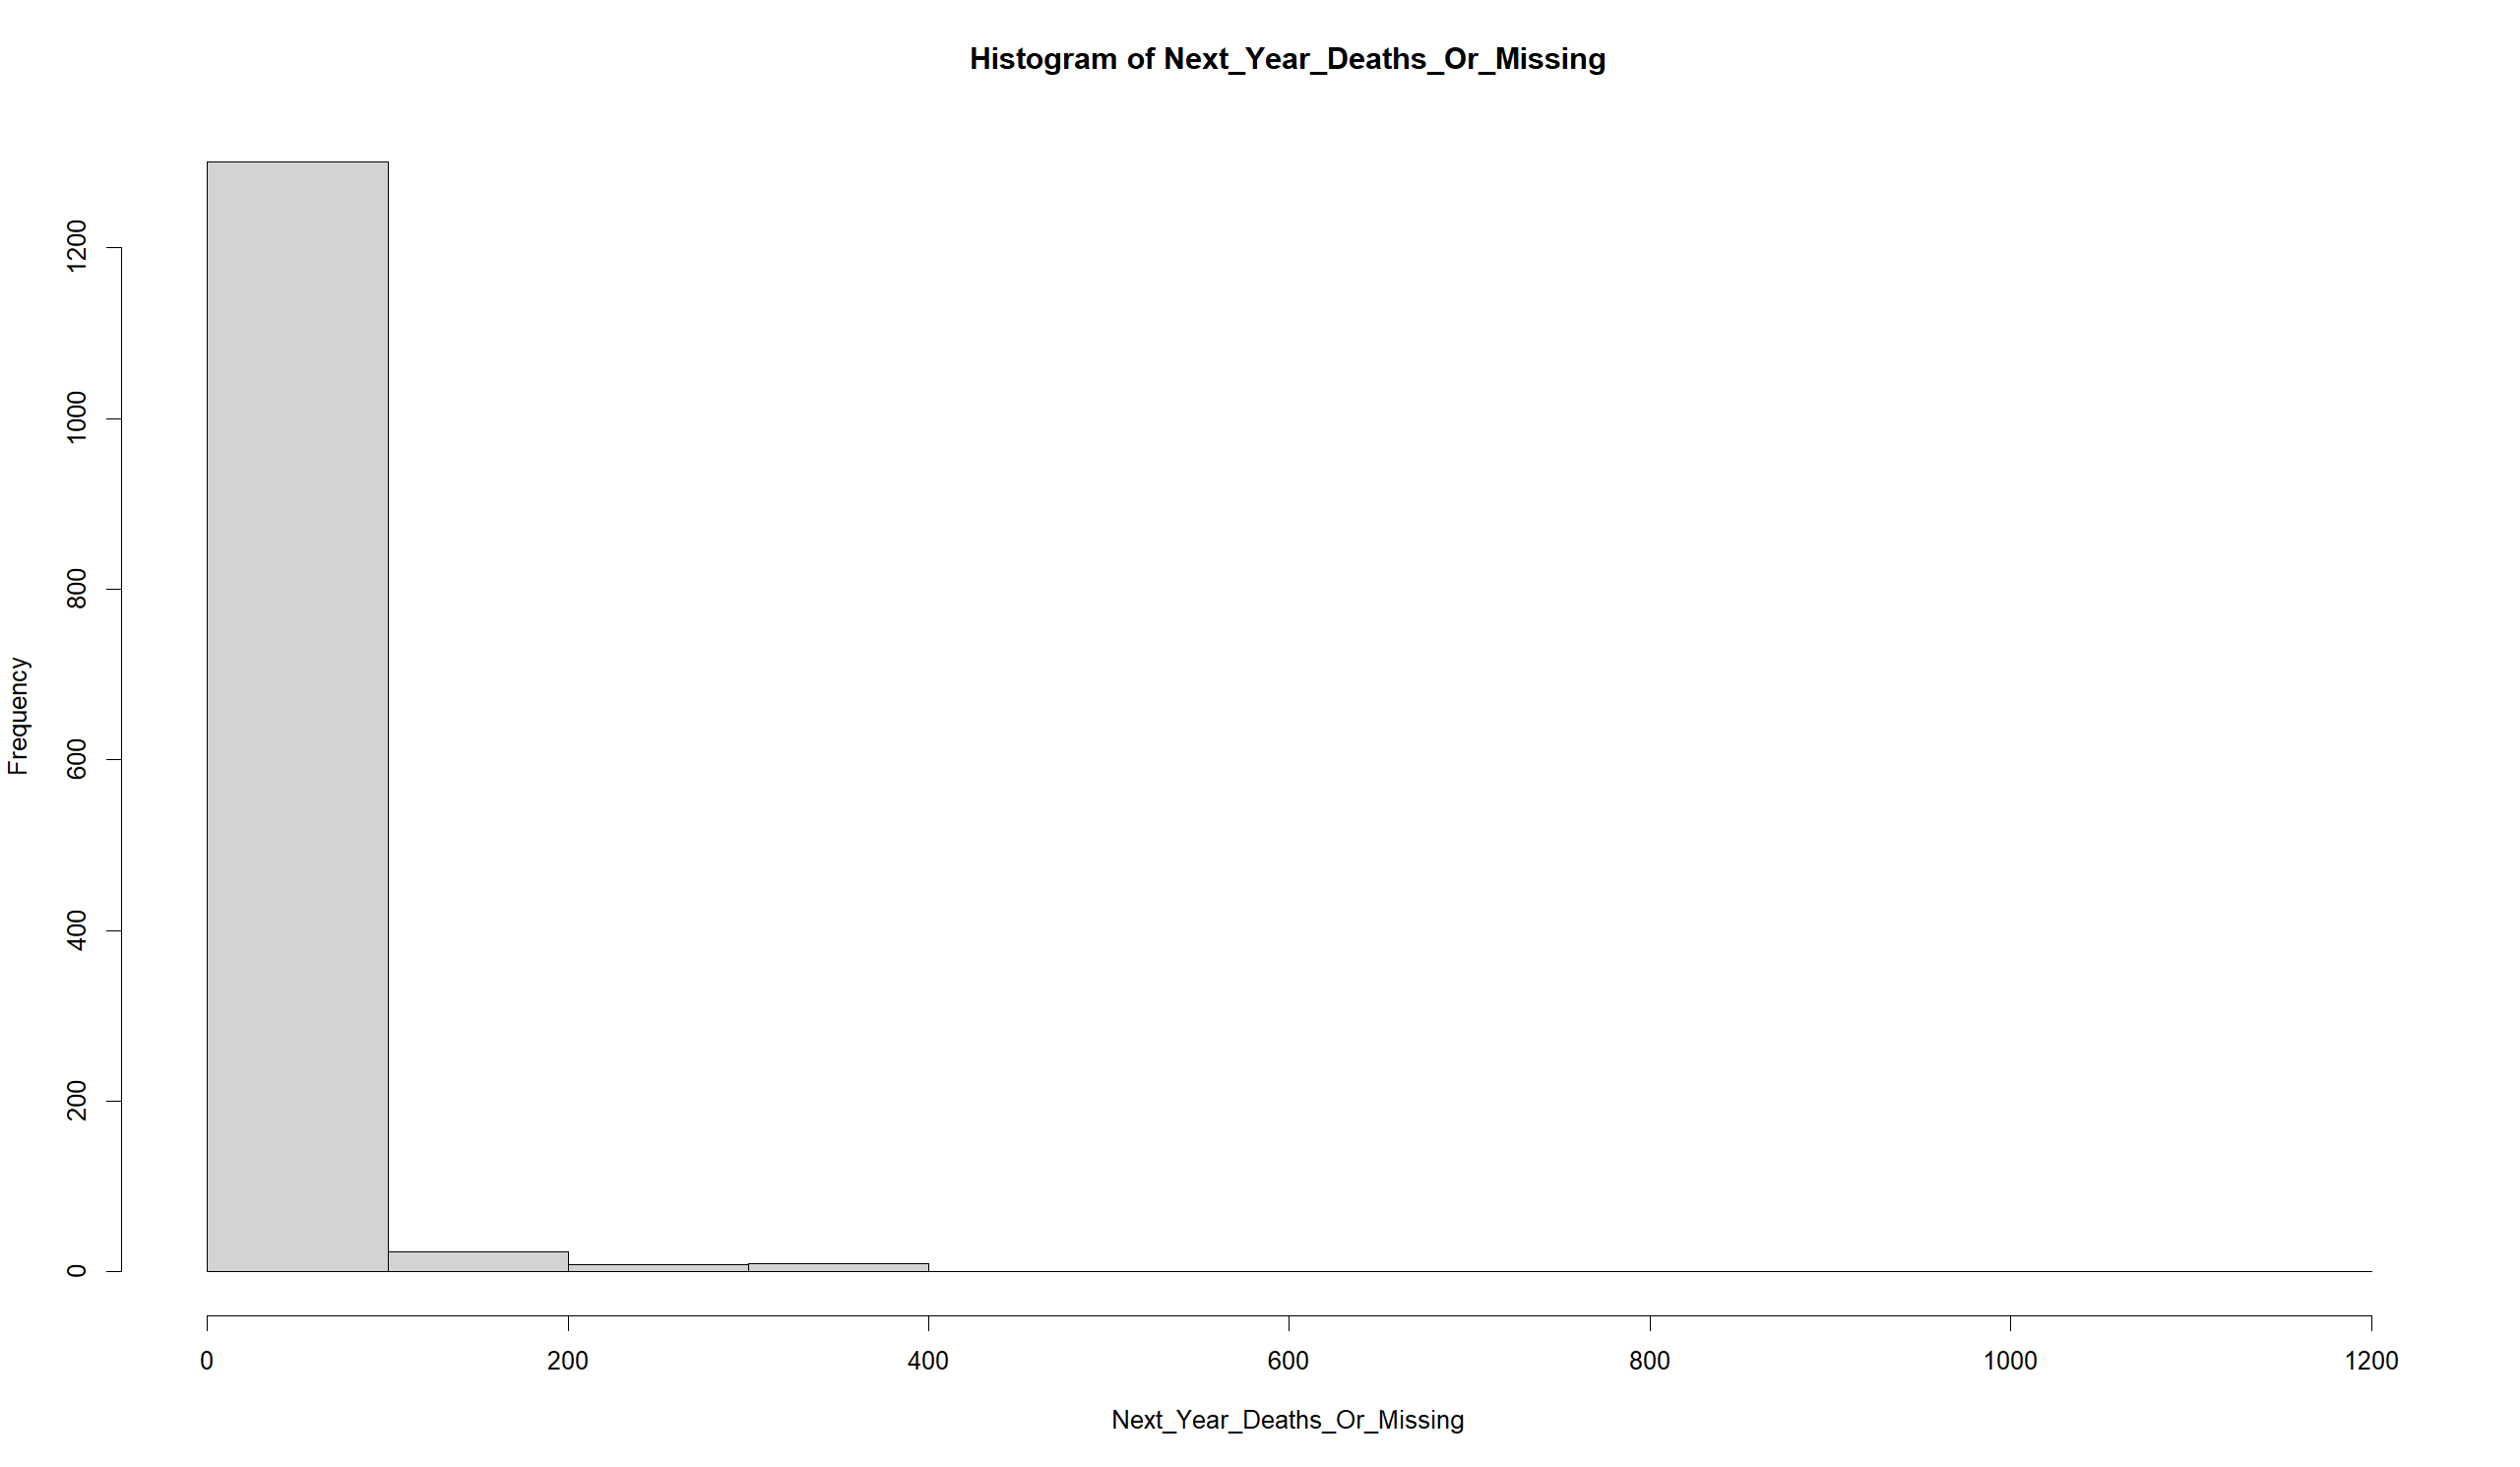 Histogram of Next_Year_Deaths_Or_Missing
1200
1000
800
600
400
200
0
Frequency
0 200 400 600 800 1000 1200
Next_Year_Deaths_Or_Missing